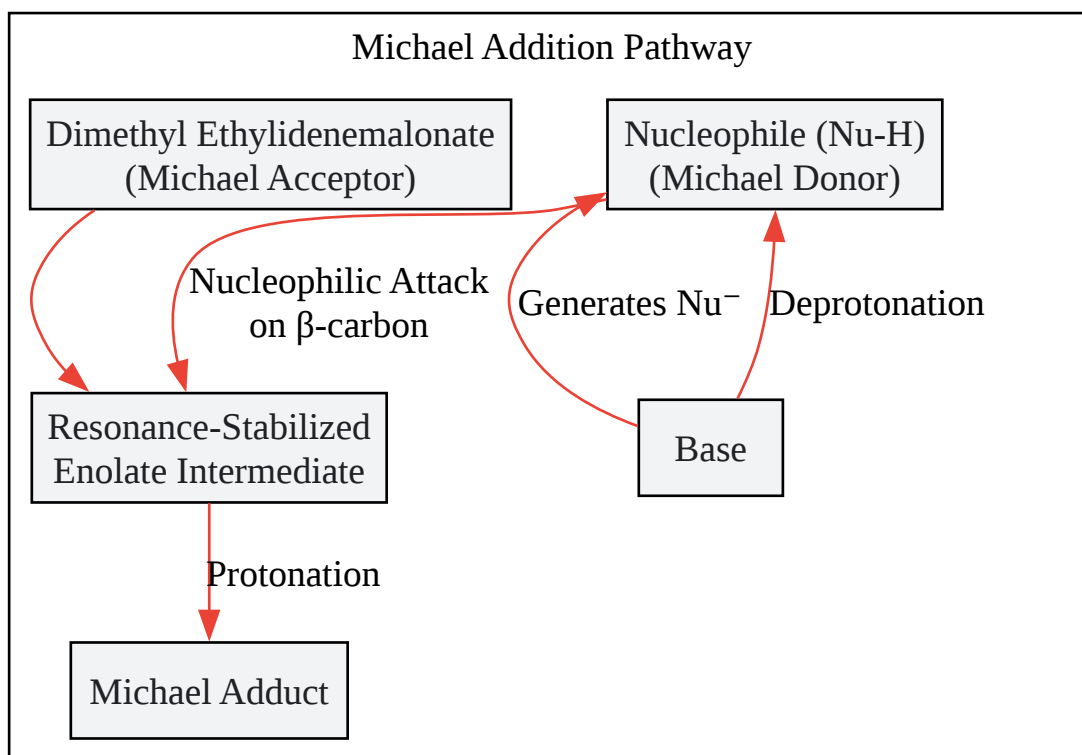 Michael Addition Pathway
Dimethyl Ethylidenemalonate
(Michael Acceptor)
Nucleophile (Nu-H)
(Michael Donor)
Nucleophilic Attack
on β-carbon
Generates Nu⁻
Deprotonation
Resonance-Stabilized
Enolate Intermediate
Base
Protonation
Michael Adduct